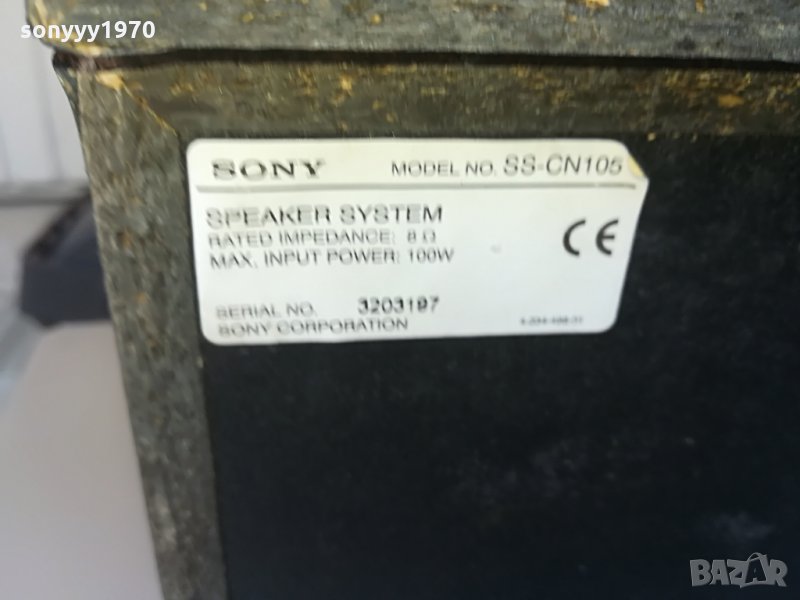 sonyyy1970
SONY MODEL NO. SS-CN105
SPEAKER SYSTEM
RATED IMPEDANCE: 8 Ω
MAX. INPUT POWER: 100W
CE
SERIAL NO. 3203197
SONY CORPORATION
BAZAR